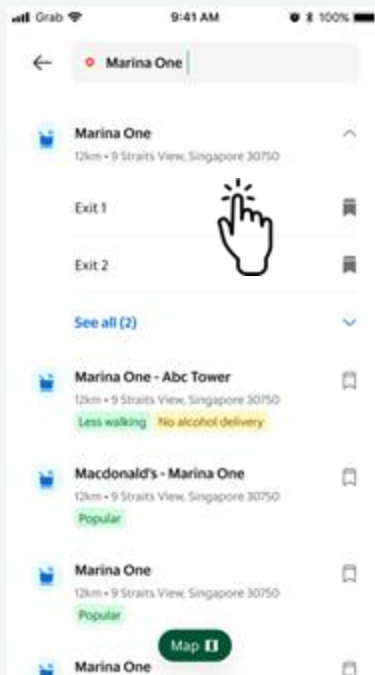 Grab 9:41 AM 100%
Marina One
Marina One
12km • 9 Straits View, Singapore 30750
Exit 1
Exit 2
See all (2)
Marina One - Abc Tower
12km • 9 Straits View, Singapore 30750
Less walking No alcohol delivery
Macdonald's - Marina One
12km • 9 Straits View, Singapore 30750
Popular
Marina One
12km • 9 Straits View, Singapore 30750
Popular
Map
Marina One